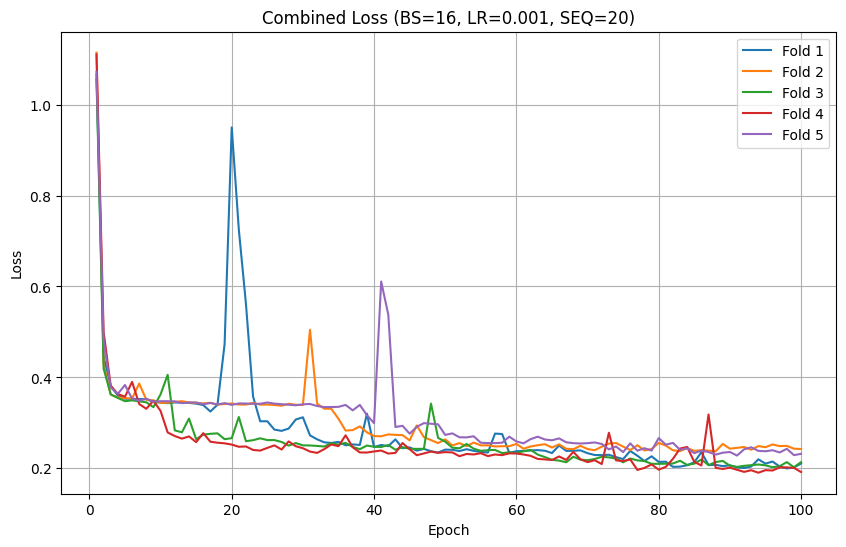 Combined Loss (BS=16, LR=0.001, SEQ=20)
Fold 1
Fold 2
Fold 3
Fold 4
Fold 5
1.0
0.8
0.6
0.4
0.2
Loss
0 20 40 60 80 100
Epoch